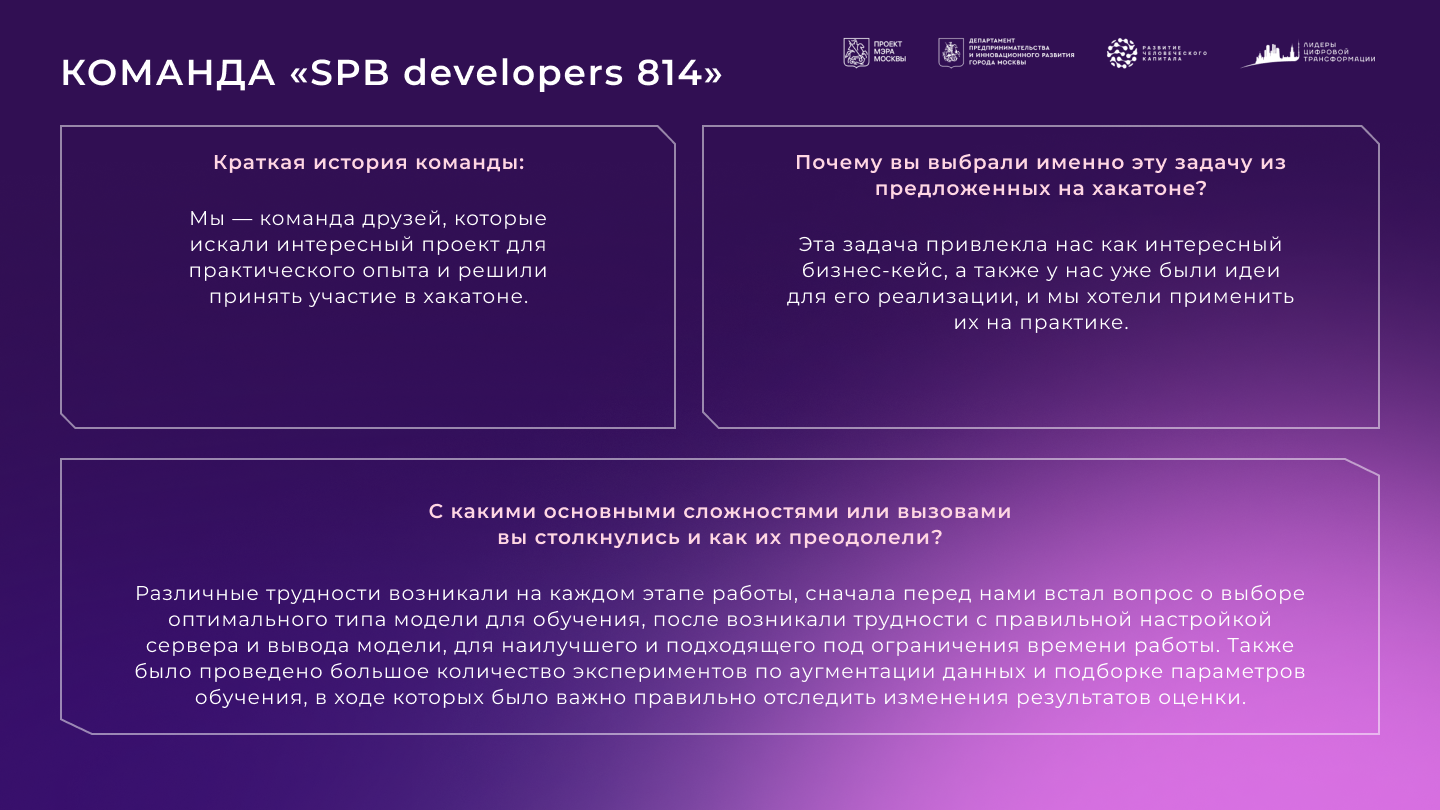 КОМАНДА «SPB developers 814»
ПРОЕКТ
МЭРА
МОСКВЫ
ДЕПАРТАМЕНТ
ПРЕДПРИНИМАТЕЛЬСТВА
И ИННОВАЦИОННОГО РАЗВИТИЯ
ГОРОДА МОСКВЫ
РАЗВИТИЕ
ЧЕЛОВЕЧЕСКОГО
КАПИТАЛА
ЛИДЕРЫ
ЦИФРОВОЙ
ТРАНСФОРМАЦИИ
Краткая история команды:
Мы — команда друзей, которые
искали интересный проект для
практического опыта и решили
принять участие в хакатоне.
Почему вы выбрали именно эту задачу из
предложенных на хакатоне?
Эта задача привлекла нас как интересный
бизнес-кейс, а также у нас уже были идеи
для его реализации, и мы хотели применить
их на практике.
С какими основными сложностями или вызовами
вы столкнулись и как их преодолели?
Различные трудности возникали на каждом этапе работы, сначала перед нами встал вопрос о выборе
оптимального типа модели для обучения, после возникали трудности с правильной настройкой
сервера и вывода модели, для наилучшего и подходящего под ограничения времени работы. Также
было проведено большое количество экспериментов по аугментации данных и подборке параметров
обучения, в ходе которых было важно правильно отследить изменения результатов оценки.